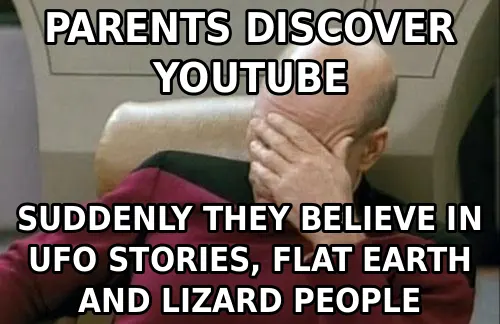 PARENTS DISCOVER
YOUTUBE
SUDDENLY THEY BELIEVE IN
UFO STORIES, FLAT EARTH
AND LIZARD PEOPLE